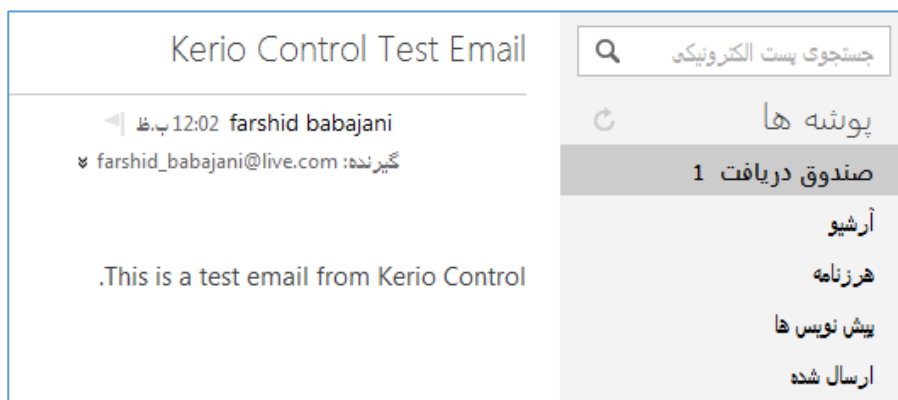 جستجوی پست الکترونیکی
پوشه ها
صندوق دریافت 1
آرشیو
هرزنامه
پیش نویس ها
ارسال شده
Kerio Control Test Email
farshid babajani 12:02 ب.ظ
گیرنده: farshid_babajani@live.com
This is a test email from Kerio Control.